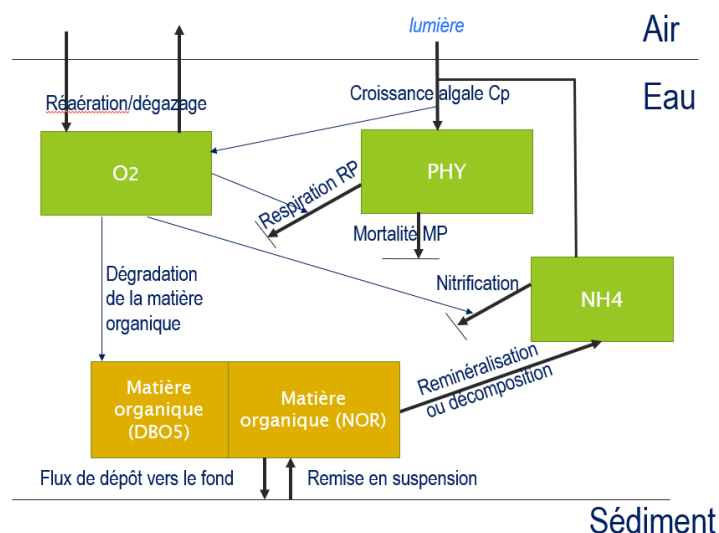 lumière
Air
Réaération/dégazage
Croissance algale Cp
Eau
O2
PHY
Respiration RP
Mortalité MP
Dégradation
de la matière
organique
Nitrification
NH4
Matière
organique
(DBO5)
Matière
organique (NOR)
Reminéralisation
ou décomposition
Flux de dépôt vers le fond
Remise en suspension
Sédiment